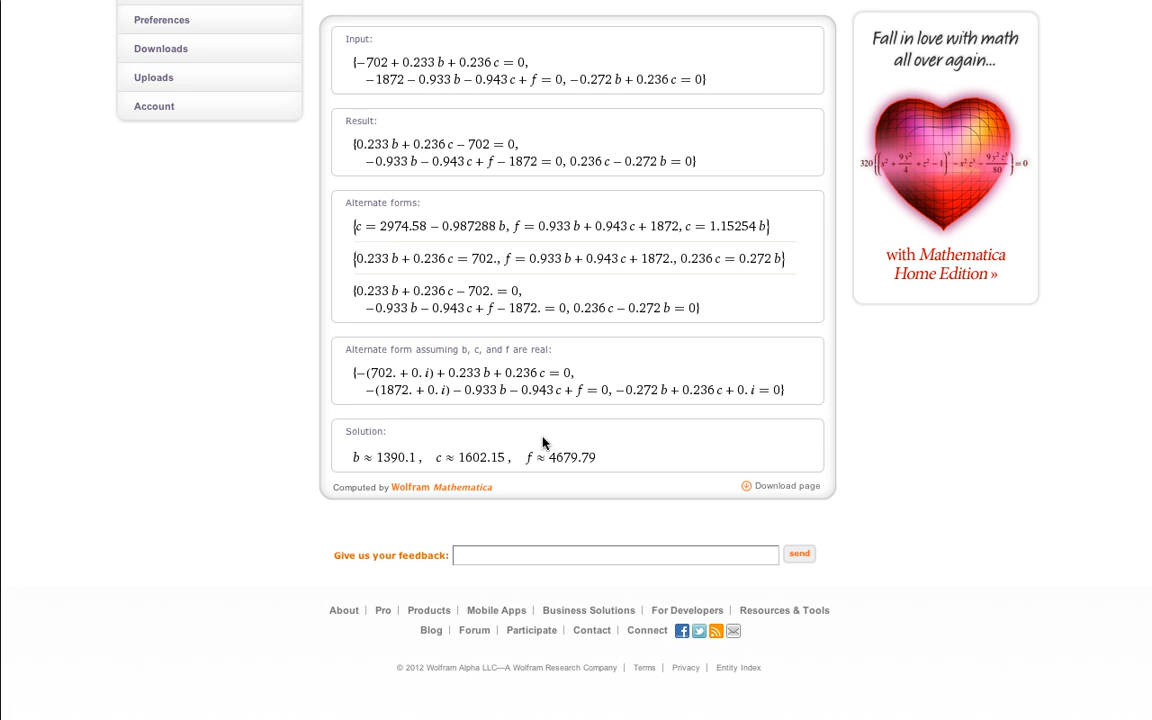 Preferences
Downloads
Uploads
Account
Input:
{−702 + 0.233 b + 0.236 c = 0,
−1872 − 0.933 b − 0.943 c + f = 0, −0.272 b + 0.236 c = 0}
Result:
{0.233 b + 0.236 c − 702 = 0,
−0.933 b − 0.943 c + f − 1872 = 0, 0.236 c − 0.272 b = 0}
Alternate forms:
{c = 2974.58 − 0.987288 b, f = 0.933 b + 0.943 c + 1872, c = 1.15254 b}
{0.233 b + 0.236 c = 702., f = 0.933 b + 0.943 c + 1872., 0.236 c = 0.272 b}
{0.233 b + 0.236 c − 702. = 0,
−0.933 b − 0.943 c + f − 1872. = 0, 0.236 c − 0.272 b = 0}
Alternate form assuming b, c, and f are real:
{−(702. + 0. i) + 0.233 b + 0.236 c = 0,
−(1872. + 0. i) − 0.933 b − 0.943 c + f = 0, −0.272 b + 0.236 c + 0. i = 0}
Solution:
b ≈ 1390.1 , c ≈ 1602.15 , f ≈ 4679.79
Computed by Wolfram Mathematica
Download page
Give us your feedback:
send
About | Pro | Products | Mobile Apps | Business Solutions | For Developers | Resources & Tools
Blog | Forum | Participate | Contact | Connect
© 2012 Wolfram Alpha LLC—A Wolfram Research Company | Terms | Privacy | Entity Index
Fall in love with math
all over again...
with Mathematica
Home Edition »